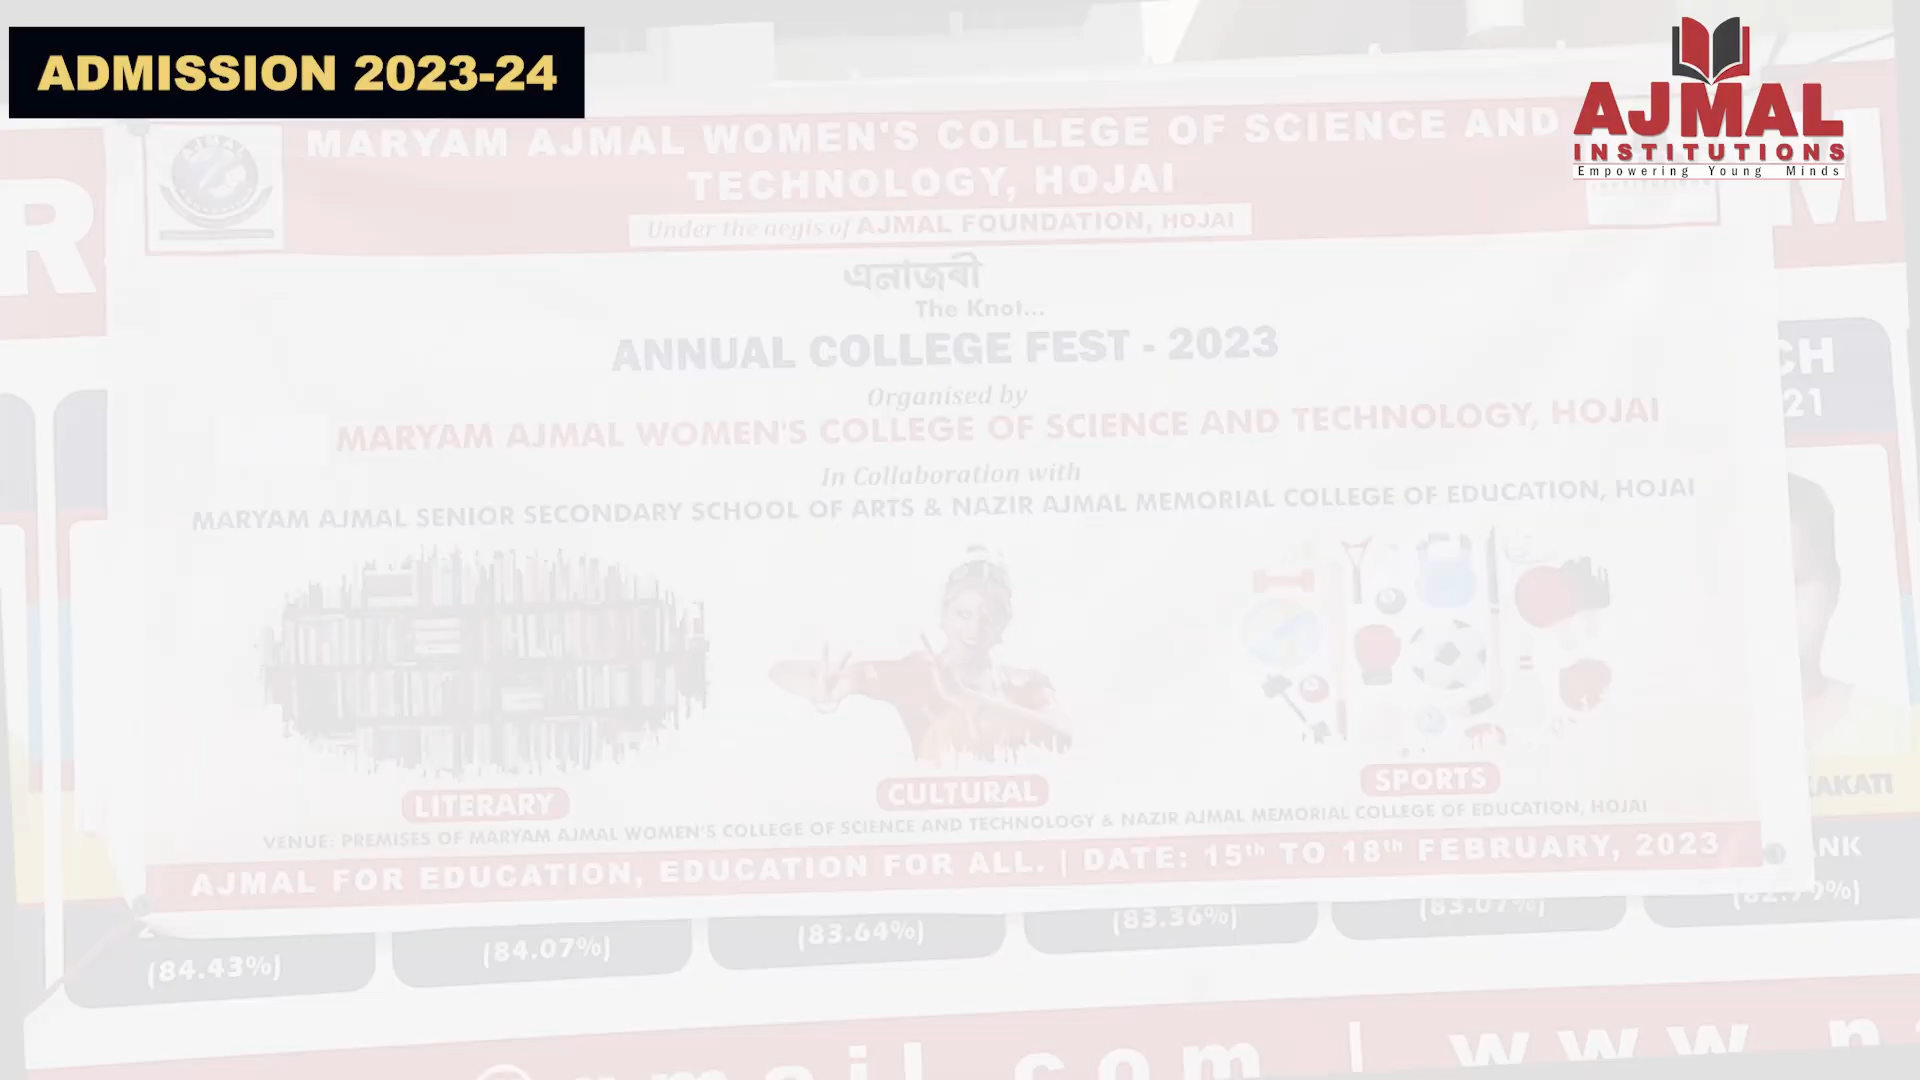 ADMISSION 2023-24
AJMAL
INSTITUTIONS
Empowering Young Minds
MARYAM AJMAL WOMEN'S COLLEGE OF SCIENCE AND
TECHNOLOGY, HOJAI
Under the aegis of AJMAL FOUNDATION, HOJAI
AJMAL
এনাজৰী
The Knot...
ANNUAL COLLEGE FEST - 2023
Organised by
MARYAM AJMAL WOMEN'S COLLEGE OF SCIENCE AND TECHNOLOGY, HOJAI
In Collaboration with
MARYAM AJMAL SENIOR SECONDARY SCHOOL OF ARTS & NAZIR AJMAL MEMORIAL COLLEGE OF EDUCATION, HOJAI
LITERARY
CULTURAL
SPORTS
VENUE: PREMISES OF MARYAM AJMAL WOMEN'S COLLEGE OF SCIENCE AND TECHNOLOGY & NAZIR AJMAL MEMORIAL COLLEGE OF EDUCATION, HOJAI
AJMAL FOR EDUCATION, EDUCATION FOR ALL. | DATE: 15th TO 18th FEBRUARY, 2023
(84.43%)
(84.07%)
(83.64%)
(83.36%)
(83.07%)
(82.79%)